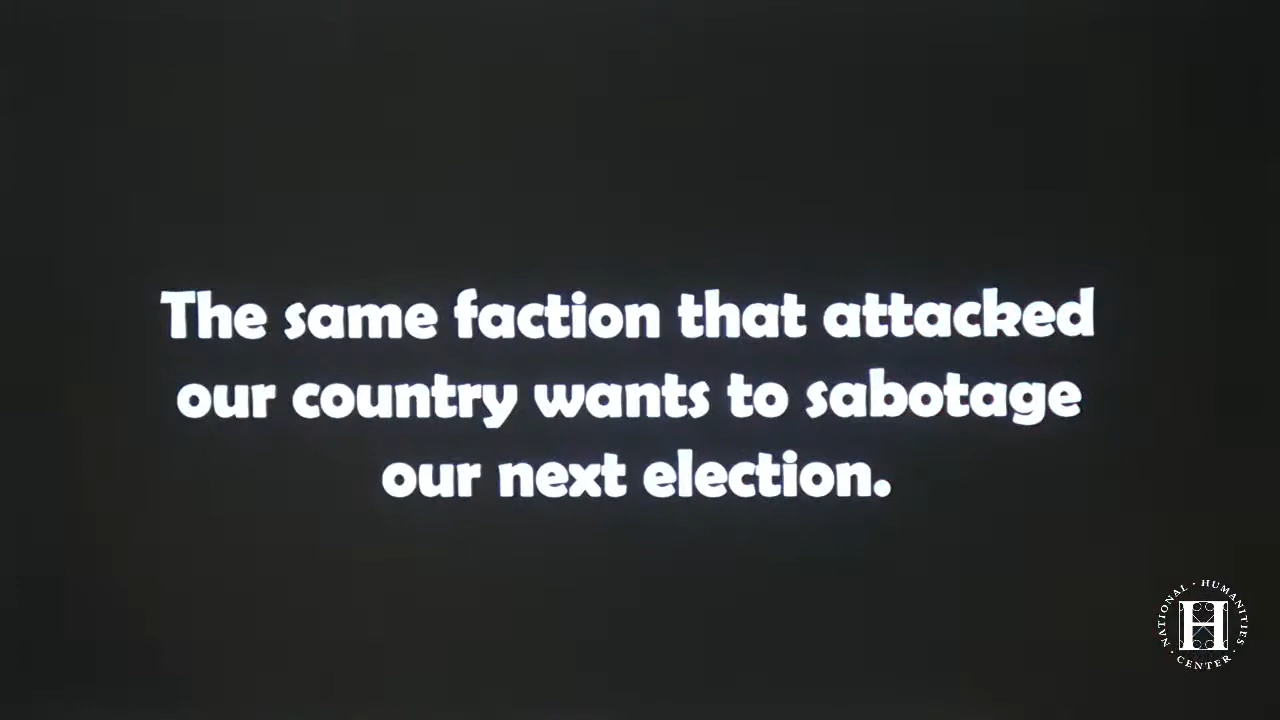 The same faction that attacked
our country wants to sabotage
our next election.
NATIONAL · HUMANITIES · CENTER ·
H